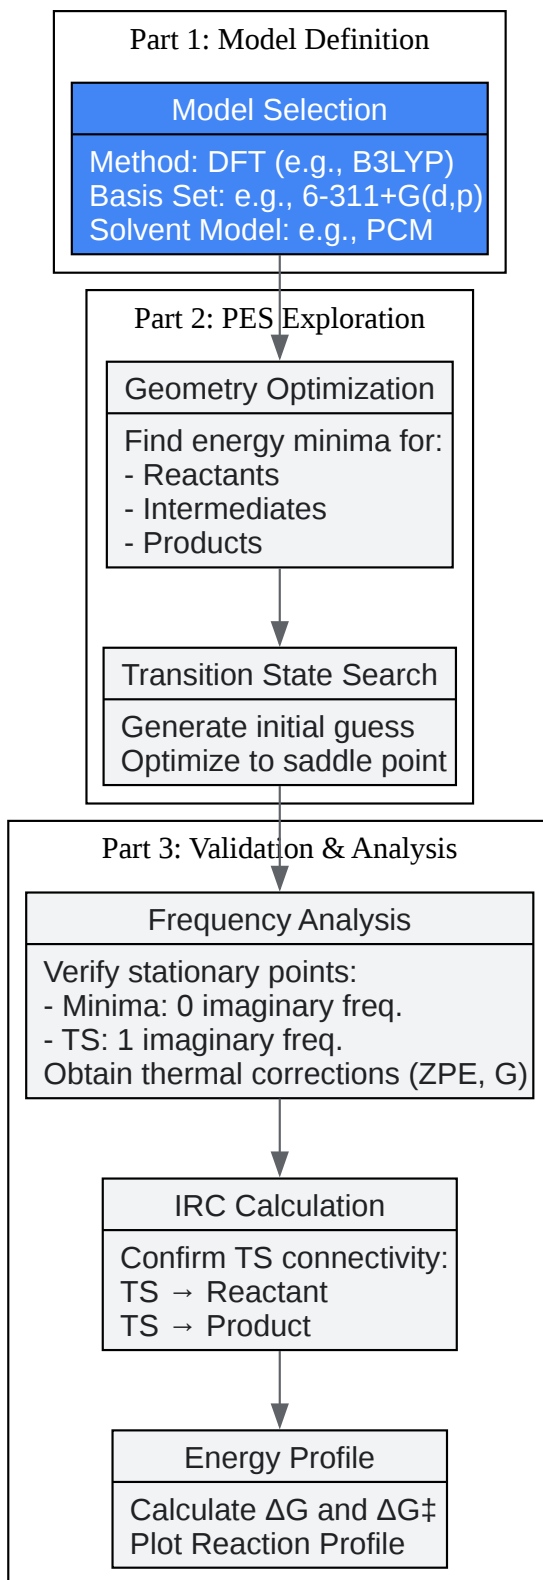 Part 1: Model Definition
Model Selection
Method: DFT (e.g., B3LYP)
Basis Set: e.g., 6-311+G(d,p)
Solvent Model: e.g., PCM
Part 2: PES Exploration
Geometry Optimization
Find energy minima for:
- Reactants
- Intermediates
- Products
Transition State Search
Generate initial guess
Optimize to saddle point
Part 3: Validation & Analysis
Frequency Analysis
Verify stationary points:
- Minima: 0 imaginary freq.
- TS: 1 imaginary freq.
Obtain thermal corrections (ZPE, G)
IRC Calculation
Confirm TS connectivity:
TS → Reactant
TS → Product
Energy Profile
Calculate ΔG and ΔG‡
Plot Reaction Profile